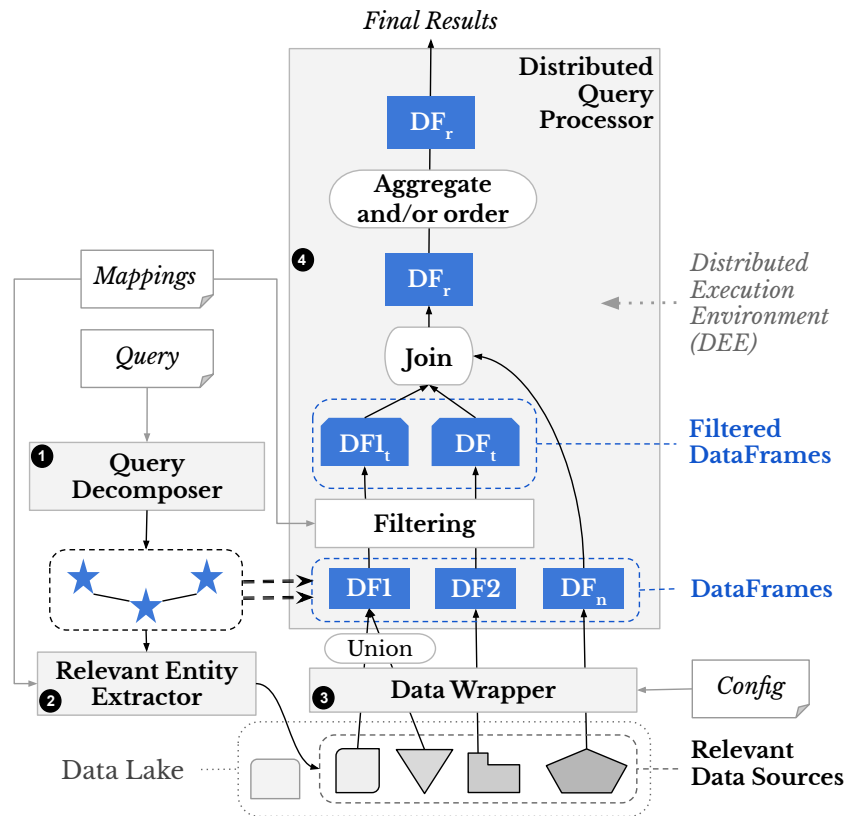 Final Results
Distributed
Query
Processor
DFr
Aggregate
and/or order
4
Mappings
DFr
Distributed
Execution
Environment
(DEE)
Query
Join
1
Query
Decomposer
DF1t
DFt
Filtered
DataFrames
Filtering
DF1
DF2
DFn
DataFrames
Union
Relevant Entity
Extractor
2
3
Data Wrapper
Config
Data Lake
Relevant
Data Sources